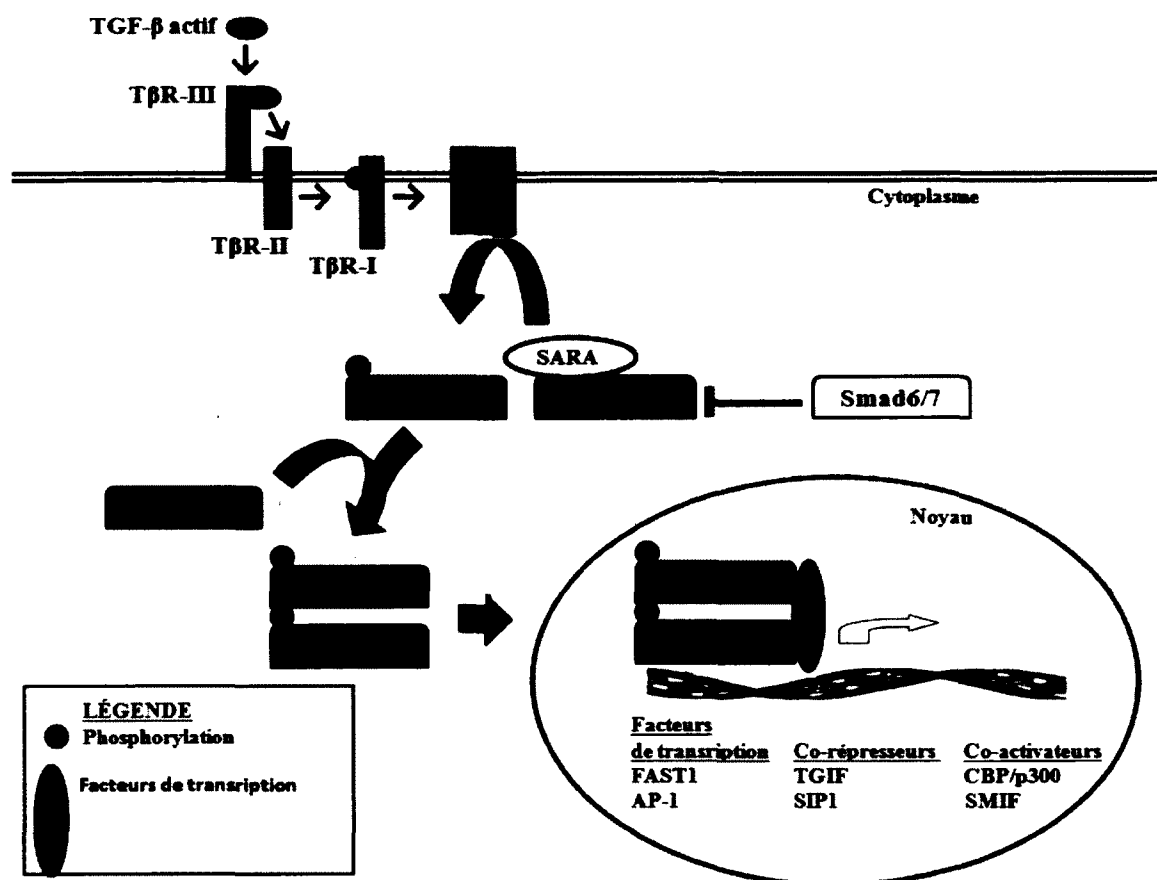 TGF-β actif
TβR-III
Cytoplasme
TβR-II
TβR-I
SARA
Smad6/7
Noyau
LÉGENDE
Phosphorylation
Facteurs de transription
Facteurs
de transription
FAST1
AP-1
Co-répresseurs
TGIF
SIP1
Co-activateurs
CBP/p300
SMIF